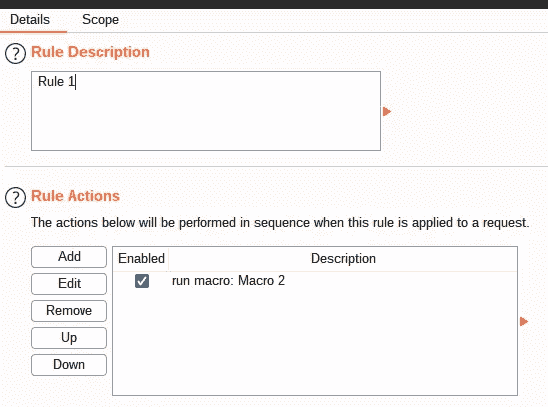 Details Scope
? Rule Description
Rule 1
? Rule Actions
The actions below will be performed in sequence when this rule is applied to a request.
Add
Edit
Remove
Up
Down
Enabled Description
run macro: Macro 2